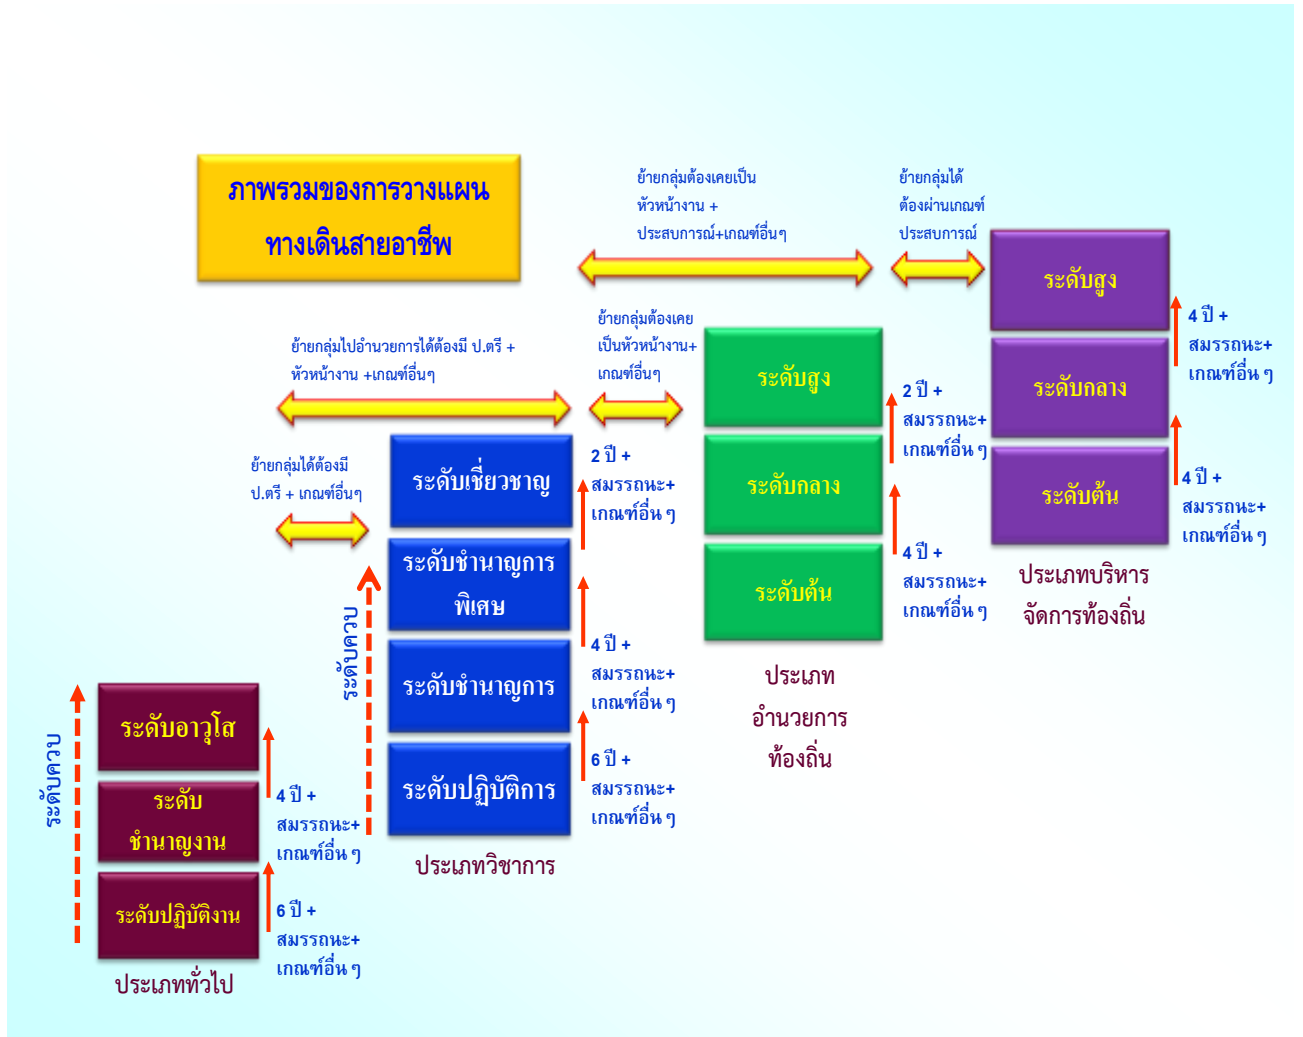 ภาพรวมของการวางแผน
ทางเดินสายอาชีพ
ย้ายกลุ่มต้องเคยเป็น
หัวหน้างาน +
ประสบการณ์+เกณฑ์อื่นๆ
ย้ายกลุ่มได้
ต้องผ่านเกณฑ์
ประสบการณ์
ย้ายกลุ่มไปอำนวยการได้ต้องมี ป.ตรี +
หัวหน้างาน +เกณฑ์อื่นๆ
ย้ายกลุ่มต้องเคย
เป็นหัวหน้างาน+
เกณฑ์อื่นๆ
ย้ายกลุ่มได้ต้องมี
ป.ตรี + เกณฑ์อื่นๆ
ระดับควบ
ระดับอาวุโส
ระดับ
ชำนาญงาน
ระดับปฏิบัติงาน
4 ปี +
สมรรถนะ+
เกณฑ์อื่น ๆ
6 ปี +
สมรรถนะ+
เกณฑ์อื่น ๆ
ประเภททั่วไป
ระดับควบ
ระดับเชี่ยวชาญ
ระดับชำนาญการ
พิเศษ
ระดับชำนาญการ
ระดับปฏิบัติการ
2 ปี +
สมรรถนะ+
เกณฑ์อื่น ๆ
4 ปี +
สมรรถนะ+
เกณฑ์อื่น ๆ
6 ปี +
สมรรถนะ+
เกณฑ์อื่น ๆ
ประเภทวิชาการ
ระดับสูง
ระดับกลาง
ระดับต้น
2 ปี +
สมรรถนะ+
เกณฑ์อื่น ๆ
4 ปี +
สมรรถนะ+
เกณฑ์อื่น ๆ
ประเภท
อำนวยการ
ท้องถิ่น
ระดับสูง
ระดับกลาง
ระดับต้น
4 ปี +
สมรรถนะ+
เกณฑ์อื่น ๆ
4 ปี +
สมรรถนะ+
เกณฑ์อื่น ๆ
ประเภทบริหาร
จัดการท้องถิ่น